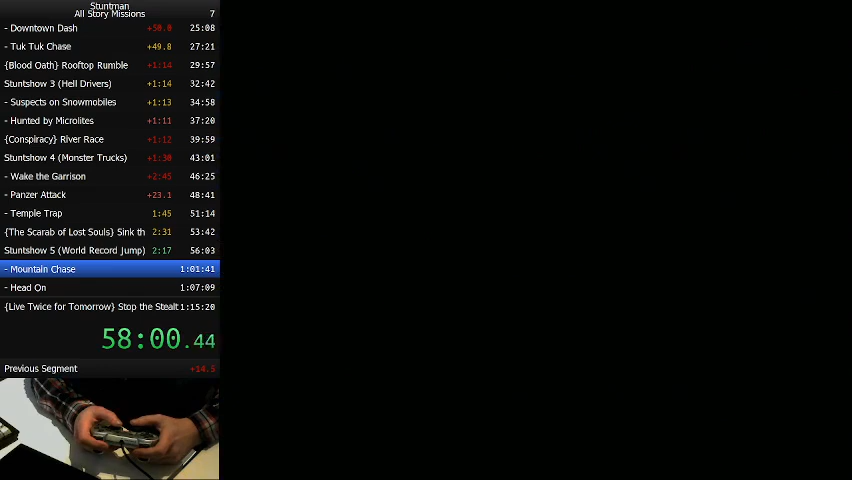 Stuntman
All Story Missions 7
- Downtown Dash +50.0 25:08
- Tuk Tuk Chase +49.8 27:21
{Blood Oath} Rooftop Rumble +1:14 29:57
Stuntshow 3 (Hell Drivers) +1:14 32:42
- Suspects on Snowmobiles +1:13 34:58
- Hunted by Microlites +1:11 37:20
{Conspiracy} River Race +1:12 39:59
Stuntshow 4 (Monster Trucks) +1:30 43:01
- Wake the Garrison +2:45 46:25
- Panzer Attack +23.1 48:41
- Temple Trap 1:45 51:14
{The Scarab of Lost Souls} Sink th 2:31 53:42
Stuntshow 5 (World Record Jump) 2:17 56:03
- Mountain Chase 1:01:41
- Head On 1:07:09
{Live Twice for Tomorrow} Stop the Stealt 1:15:20
58:00.44
Previous Segment +14.5